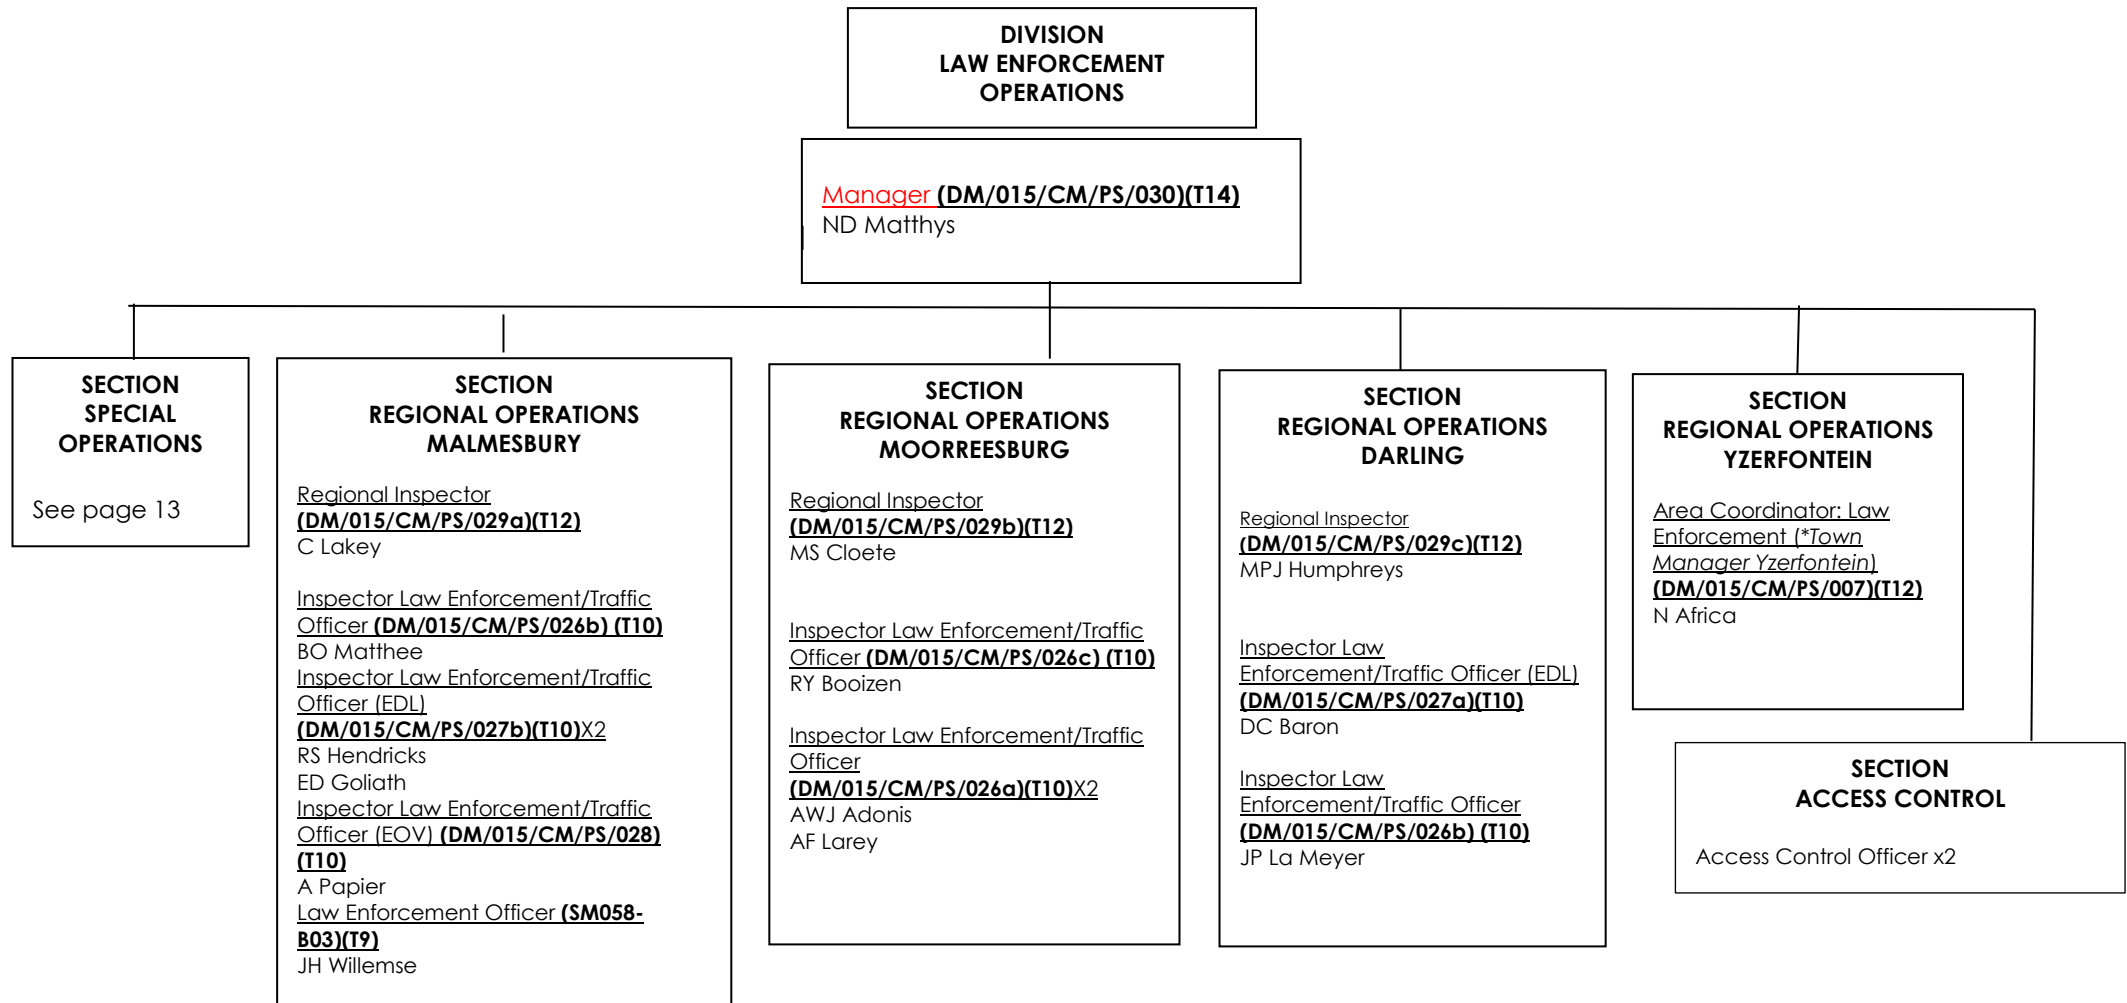 DIVISION
LAW ENFORCEMENT
OPERATIONS
Manager (DM/015/CM/PS/030)(T14)
ND Matthys
SECTION
SPECIAL
OPERATIONS
See page 13
SECTION
REGIONAL OPERATIONS
MALMESBURY
Regional Inspector
(DM/015/CM/PS/029a)(T12)
C Lakey
Inspector Law Enforcement/Traffic
Officer (DM/015/CM/PS/026b) (T10)
BO Matthee
Inspector Law Enforcement/Traffic
Officer (EDL)
(DM/015/CM/PS/027b)(T10)X2
RS Hendricks
ED Goliath
Inspector Law Enforcement/Traffic
Officer (EOV) (DM/015/CM/PS/028)
(T10)
A Papier
Law Enforcement Officer (SM058-
B03)(T9)
JH Willemse
SECTION
REGIONAL OPERATIONS
MOORREESBURG
Regional Inspector
(DM/015/CM/PS/029b)(T12)
MS Cloete
Inspector Law Enforcement/Traffic
Officer (DM/015/CM/PS/026c) (T10)
RY Booizen
Inspector Law Enforcement/Traffic
Officer
(DM/015/CM/PS/026a)(T10)X2
AWJ Adonis
AF Larey
SECTION
REGIONAL OPERATIONS
DARLING
Regional Inspector
(DM/015/CM/PS/029c)(T12)
MPJ Humphreys
Inspector Law
Enforcement/Traffic Officer (EDL)
(DM/015/CM/PS/027a)(T10)
DC Baron
Inspector Law
Enforcement/Traffic Officer
(DM/015/CM/PS/026b) (T10)
JP La Meyer
SECTION
REGIONAL OPERATIONS
YZERFONTEIN
Area Coordinator: Law
Enforcement (*Town
Manager Yzerfontein)
(DM/015/CM/PS/007)(T12)
N Africa
SECTION
ACCESS CONTROL
Access Control Officer x2